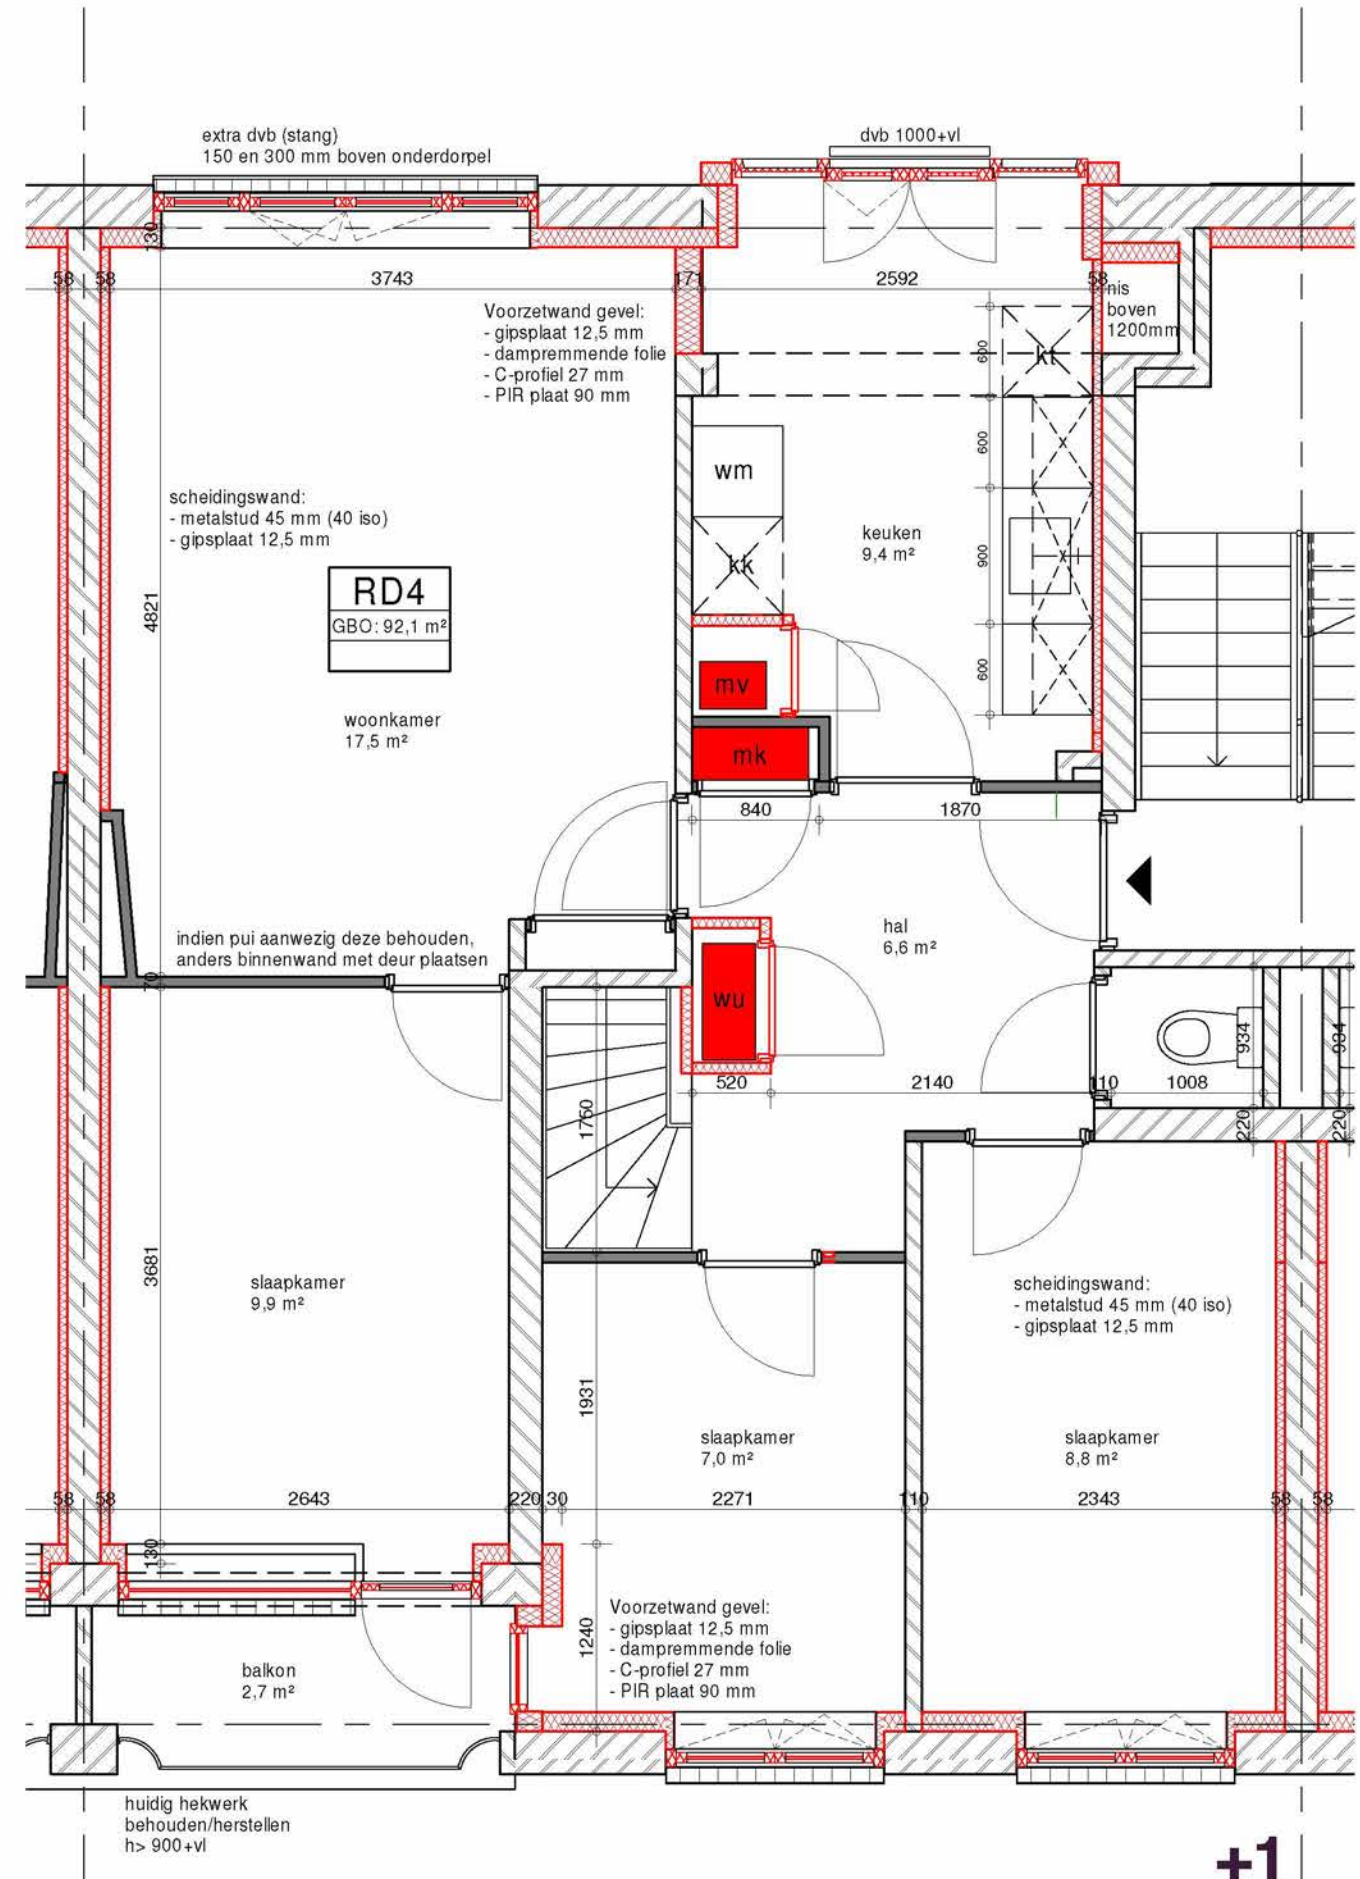 extra dvb (stang)
150 en 300 mm boven onderdorpel
dvb 1000+vl
130
58
58
3743
171
2592
58
nis
boven
1200mm
Voorzetwand gevel:
- gipsplaat 12,5 mm
- dampremmende folie
- C-profiel 27 mm
- PIR plaat 90 mm
600
kt
600
wm
scheidingswand:
- metalstud 45 mm (40 iso)
- gipsplaat 12,5 mm
keuken
9,4 m²
900
kk
RD4
GBO: 92,1 m²
4821
600
mv
woonkamer
17,5 m²
mk
840
1870
hal
6,6 m²
indien pui aanwezig deze behouden,
anders binnenwand met deur plaatsen
70
wu
934
934
520
2140
110
1008
1750
220
220
3681
slaapkamer
9,9 m²
scheidingswand:
- metalstud 45 mm (40 iso)
- gipsplaat 12,5 mm
1931
slaapkamer
7,0 m²
slaapkamer
8,8 m²
58
58
2643
220
30
2271
110
2343
58
58
130
Voorzetwand gevel:
- gipsplaat 12,5 mm
- dampremmende folie
- C-profiel 27 mm
- PIR plaat 90 mm
1240
balkon
2,7 m²
huidig hekwerk
behouden/herstellen
h> 900+vl
+1